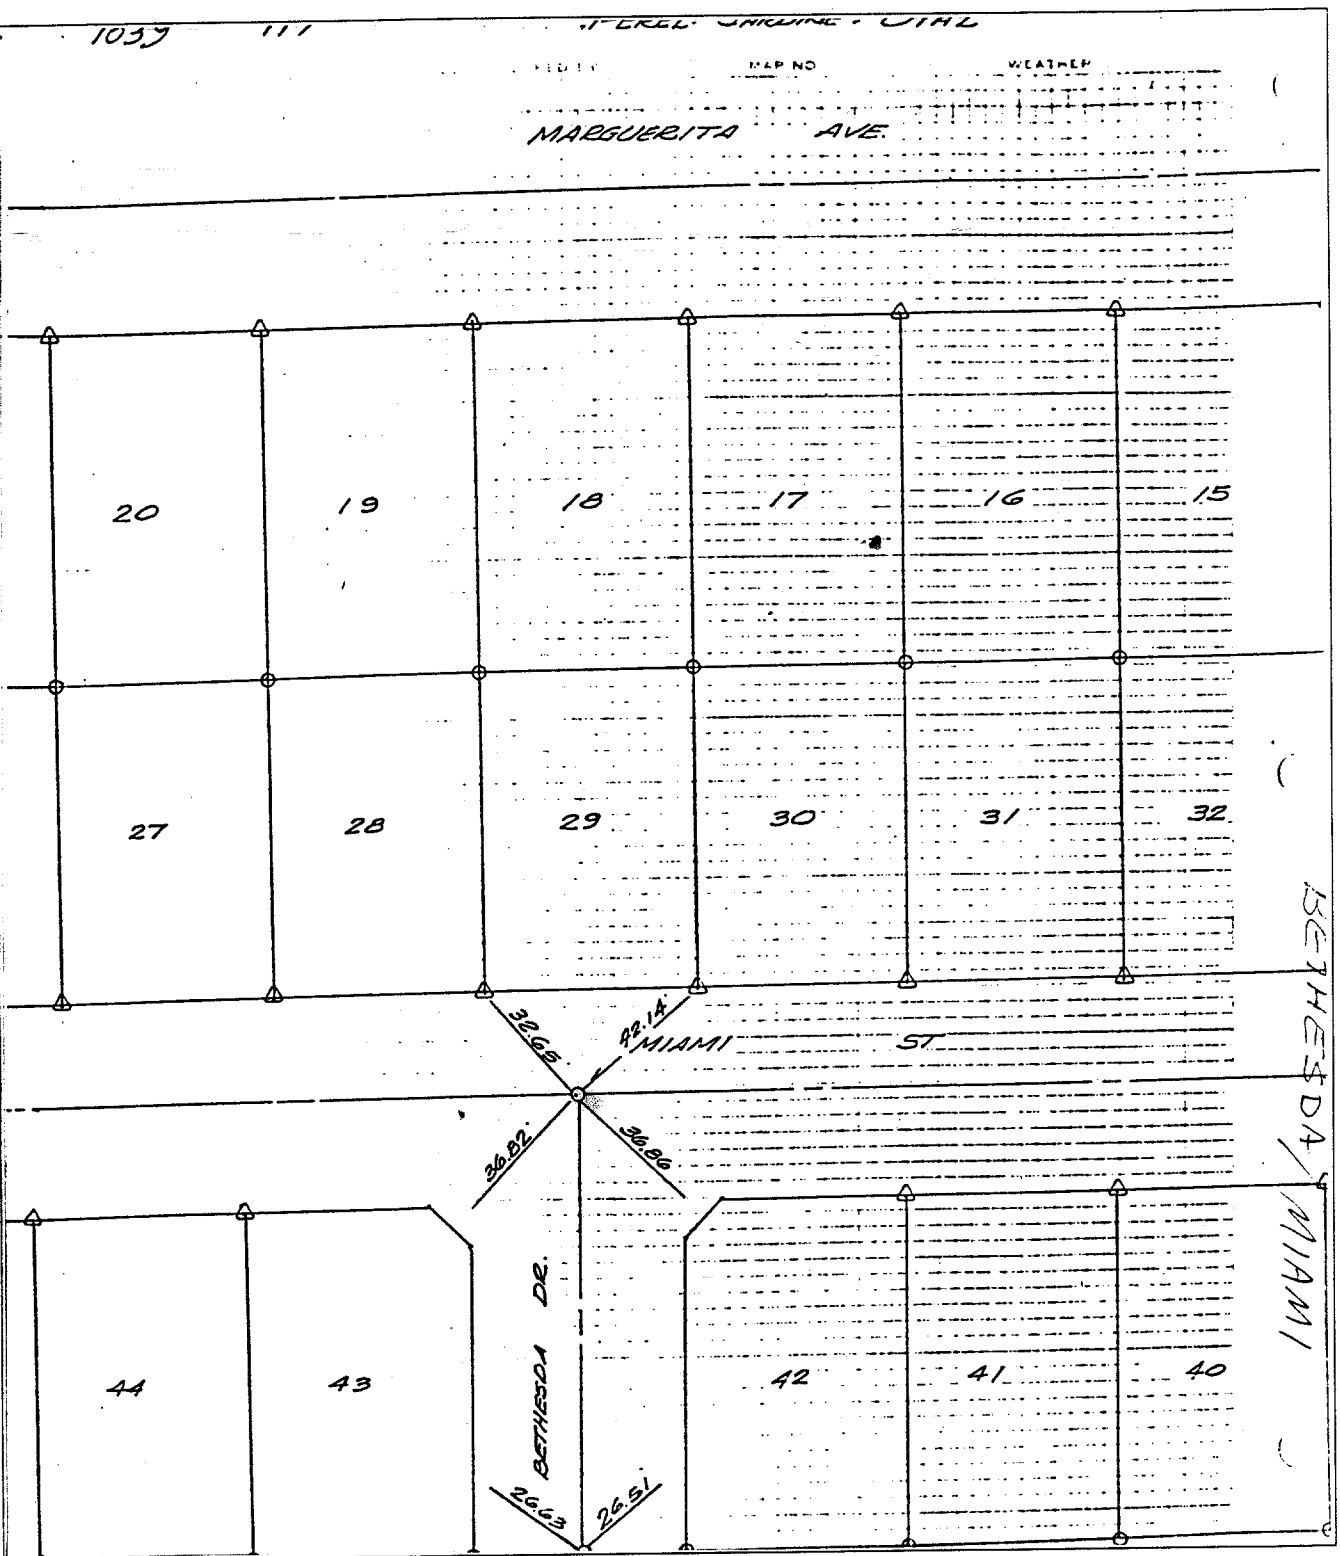 1039 111
MAP NO WEATHER
MARGUERITA AVE.
20 19 18 17 16 15
27 28 29 30 31 32
32.65' 42.14'
MIAMI ST
36.82' 36.86
BETHESDA DR.
44 43 42 41 40
26.63 26.51'
BETHESDA/MIAMI